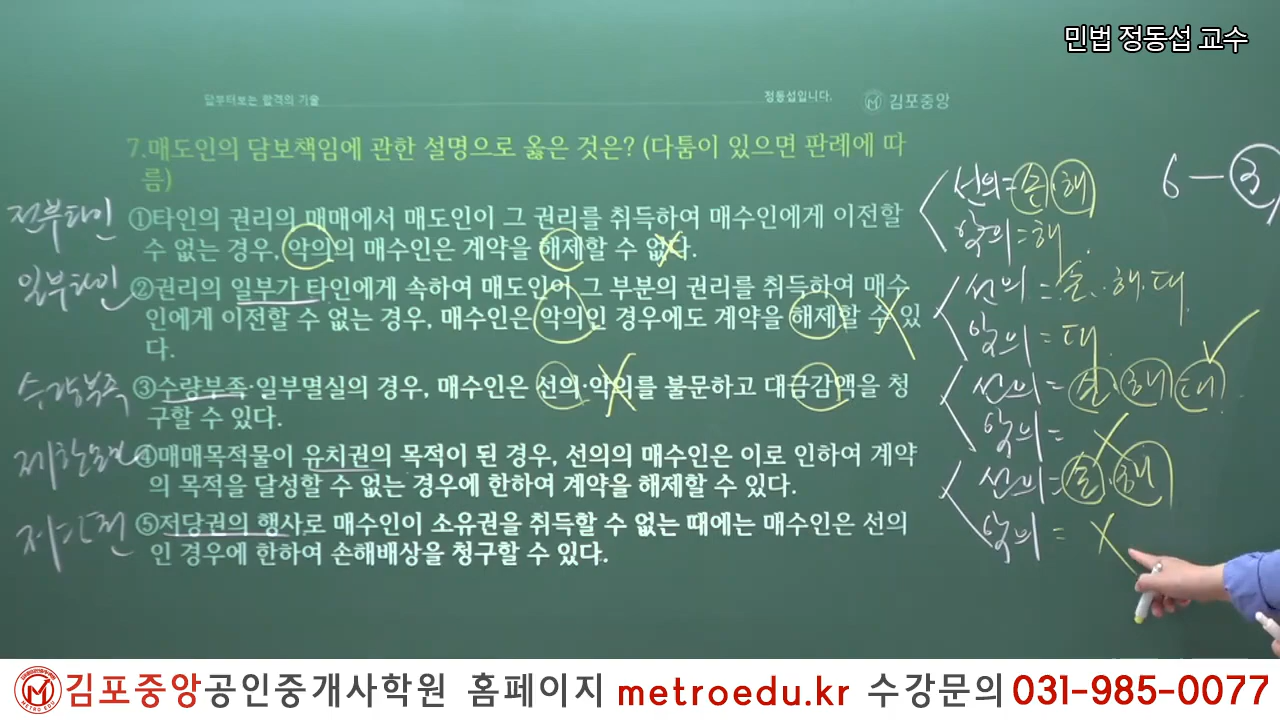 민법 정동섭 교수
답부터보는 합격의 기술
정동섭입니다.
김포중앙
7.매도인의 담보책임에 관한 설명으로 옳은 것은? (다툼이 있으면 판례에 따
름)
①타인의 권리의 매매에서 매도인이 그 권리를 취득하여 매수인에게 이전할
수 없는 경우, 악의의 매수인은 계약을 해제할 수 없다.
②권리의 일부가 타인에게 속하여 매도인이 그 부분의 권리를 취득하여 매수
인에게 이전할 수 없는 경우, 매수인은 악의인 경우에도 계약을 해제할 수 있
다.
③수량부족·일부멸실의 경우, 매수인은 선의·악의를 불문하고 대금감액을 청
구할 수 있다.
④매매목적물이 유치권의 목적이 된 경우, 선의의 매수인은 이로 인하여 계약
의 목적을 달성할 수 없는 경우에 한하여 계약을 해제할 수 있다.
⑤저당권의 행사로 매수인이 소유권을 취득할 수 없는 때에는 매수인은 선의
인 경우에 한하여 손해배상을 청구할 수 있다.
전부타인
일부타인
수량부족
제한물권
저당권
선의=손·해
악의=해
선의=손·해·대
악의=대
선의=손·해·대
악의= X
선의=손·해
악의= X
6-3
METRO EDU
김포중앙공인중개사학원 홈페이지 metroedu.kr 수강문의 031-985-0077